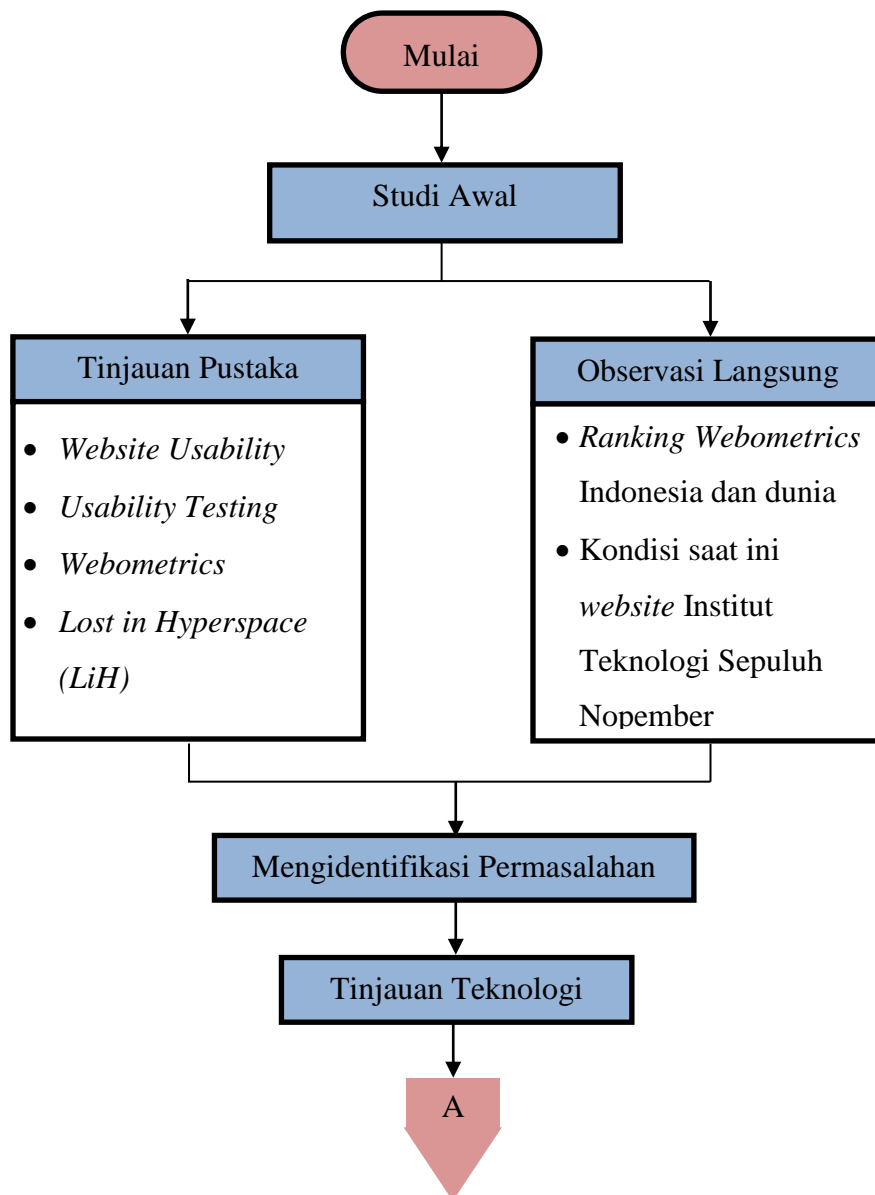 Mulai
Studi Awal
Tinjauan Pustaka
• Website Usability
• Usability Testing
• Webometrics
• Lost in Hyperspace
(LiH)
Observasi Langsung
• Ranking Webometrics
Indonesia dan dunia
• Kondisi saat ini
website Institut
Teknologi Sepuluh
Nopember
Mengidentifikasi Permasalahan
Tinjauan Teknologi
A